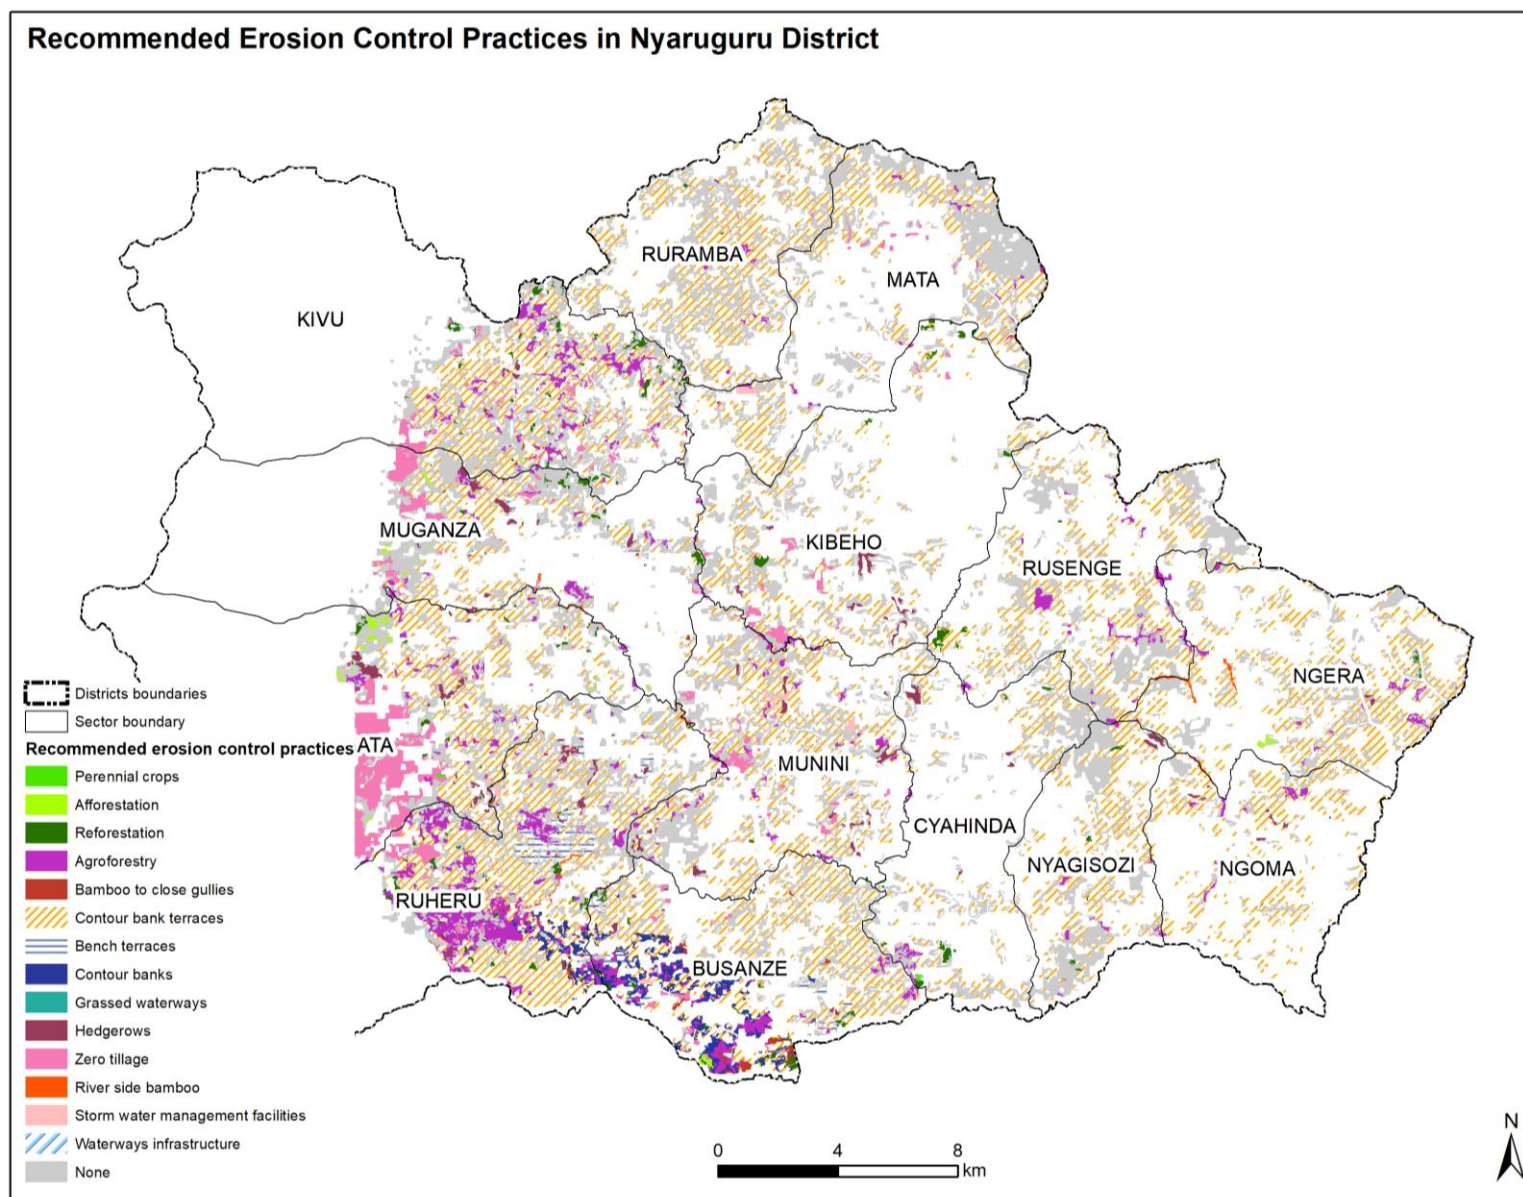 Recommended Erosion Control Practices in Nyaruguru District
RURAMBA
MATA
KIVU
MUGANZA
KIBEHO
RUSENGE
NGERA
ATA
MUNINI
CYAHINDA
NYAGISOZI
NGOMA
RUHERU
BUSANZE
Districts boundaries
Sector boundary
Recommended erosion control practices
Perennial crops
Afforestation
Reforestation
Agroforestry
Bamboo to close gullies
Contour bank terraces
Bench terraces
Contour banks
Grassed waterways
Hedgerows
Zero tillage
River side bamboo
Storm water management facilities
Waterways infrastructure
None
0 4 8
km
N